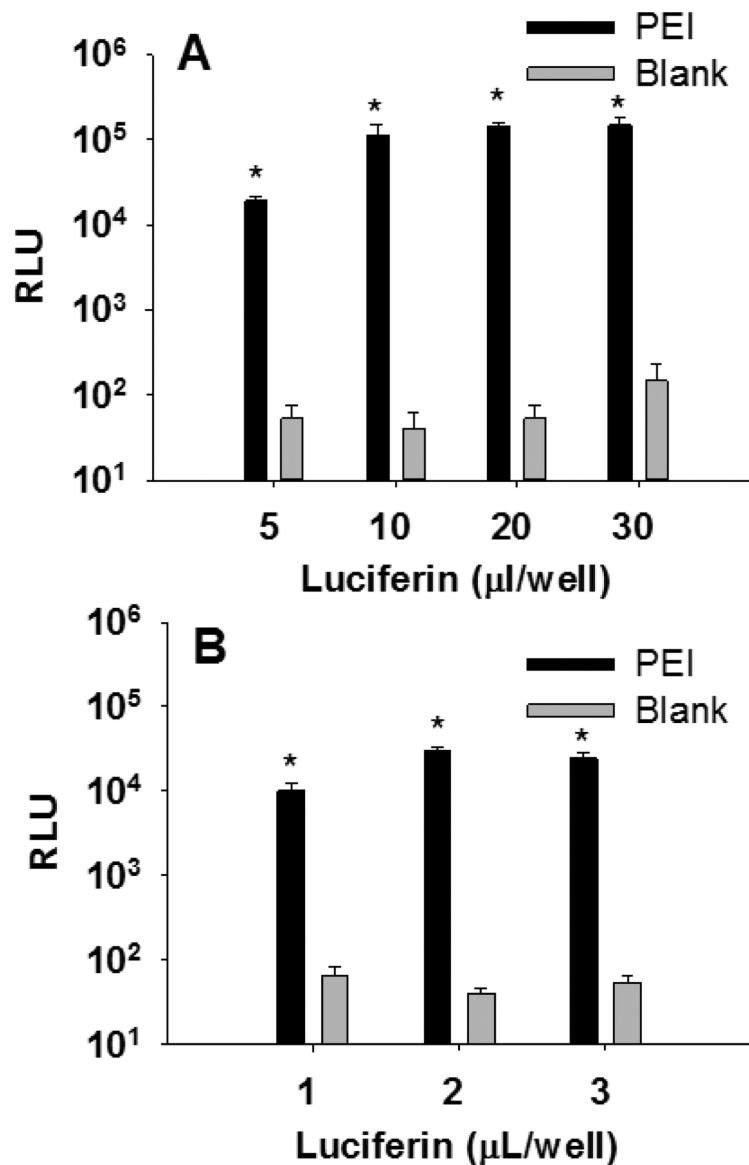 A
PEI
Blank
10⁶
10⁵
10⁴
10³
10²
10¹
RLU
* * * *
5 10 20 30
Luciferin (μl/well)
B
PEI
Blank
10⁶
10⁵
10⁴
10³
10²
10¹
RLU
* * *
1 2 3
Luciferin (μL/well)